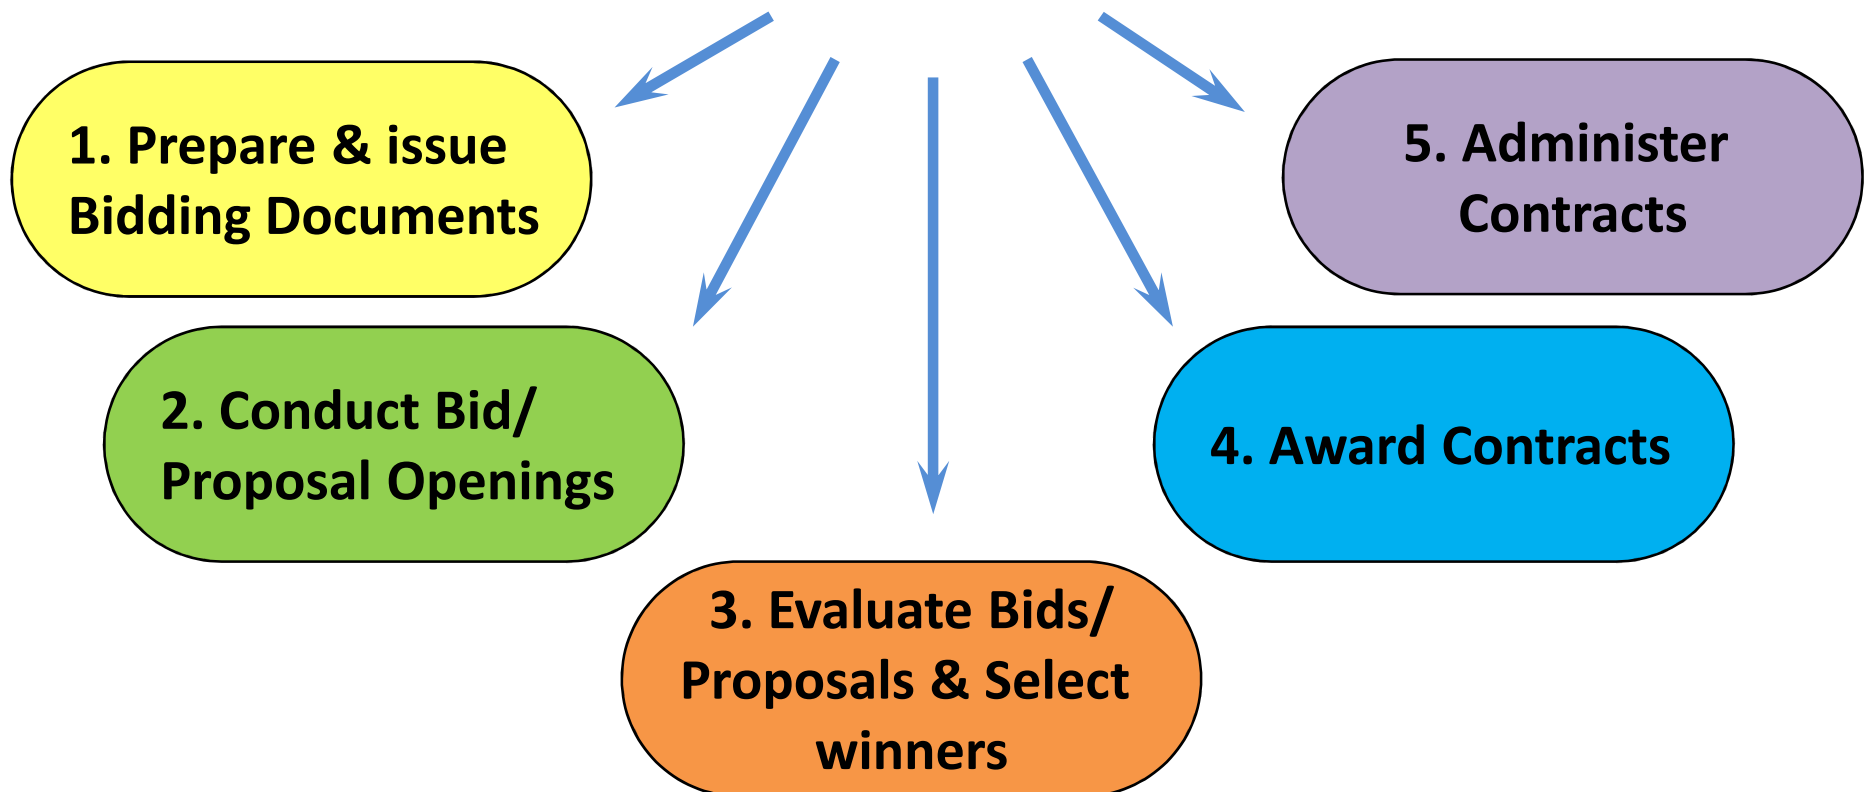 1. Prepare & issue
Bidding Documents
2. Conduct Bid/
Proposal Openings
3. Evaluate Bids/
Proposals & Select
winners
4. Award Contracts
5. Administer
Contracts